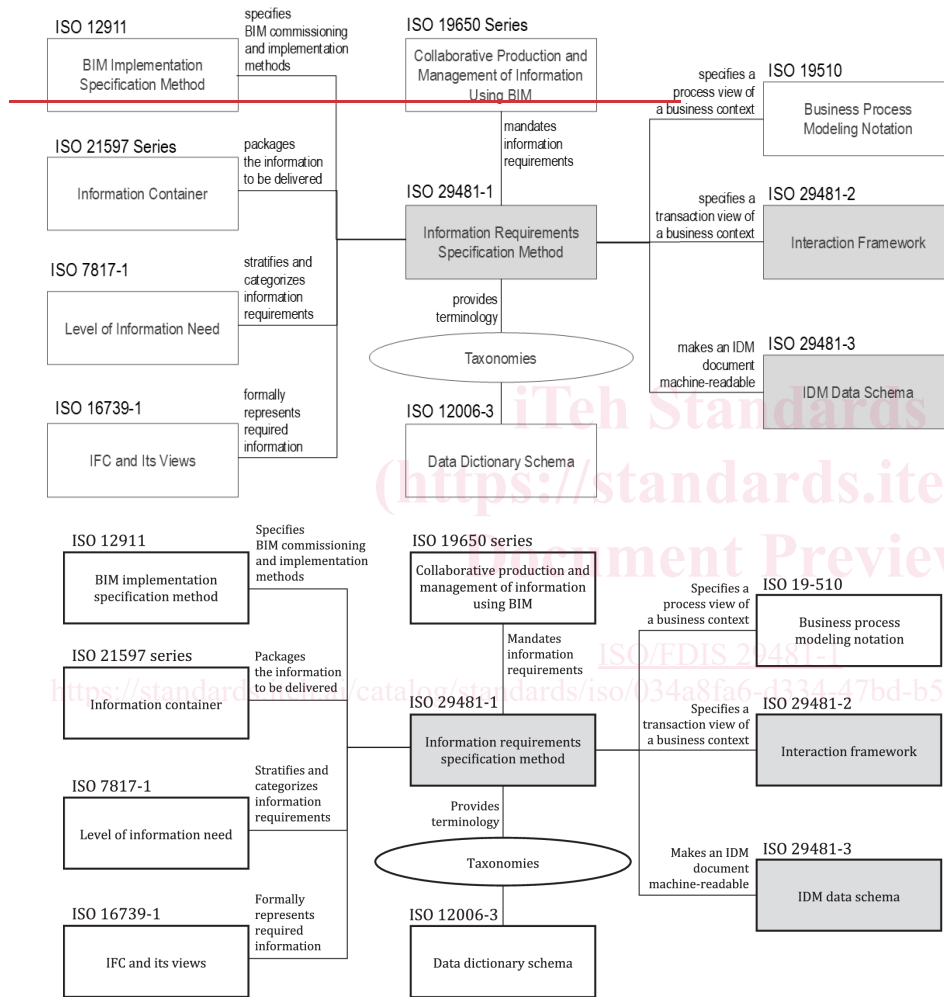 ISO 12911
BIM Implementation
Specification Method
specifies
BIM commissioning
and implementation
methods
ISO 19650 Series
Collaborative Production and
Management of Information
Using BIM
mandates
information
requirements
specifies a
process view of
a business context
ISO 19510
Business Process
Modeling Notation
ISO 21597 Series
Information Container
packages
the information
to be delivered
ISO 29481-1
Information Requirements
Specification Method
specifies a
transaction view of
a business context
ISO 29481-2
Interaction Framework
ISO 7817-1
Level of Information Need
stratifies and
categorizes
information
requirements
provides
terminology
Taxonomies
makes an IDM
document
machine-readable
ISO 29481-3
IDM Data Schema
ISO 16739-1
IFC and Its Views
formally
represents
required
information
ISO 12006-3
Data Dictionary Schema
iTeh Standards
(https://standards.ite
Document Preview
ISO 12911
BIM implementation
specification method
Specifies
BIM commissioning
and implementation
methods
ISO 19650 series
Collaborative production and
management of information
using BIM
Mandates
information
requirements
Specifies a
process view of
a business context
ISO 19-510
Business process
modeling notation
ISO/FDIS 29481-1
ISO 21597 series
Information container
Packages
the information
to be delivered
ISO 29481-1
Information requirements
specification method
Specifies a
transaction view of
a business context
ISO 29481-2
Interaction framework
ISO 7817-1
Level of information need
Stratifies and
categorizes
information
requirements
Provides
terminology
Taxonomies
Makes an IDM
document
machine-readable
ISO 29481-3
IDM data schema
ISO 16739-1
IFC and its views
Formally
represents
required
information
ISO 12006-3
Data dictionary schema